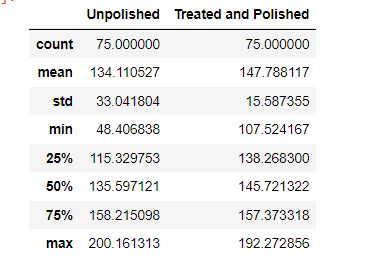 Unpolished Treated and Polished
count 75.000000 75.000000
mean 134.110527 147.788117
std 33.041804 15.587355
min 48.406838 107.524167
25% 115.329753 138.268300
50% 135.597121 145.721322
75% 158.215098 157.373318
max 200.161313 192.272856